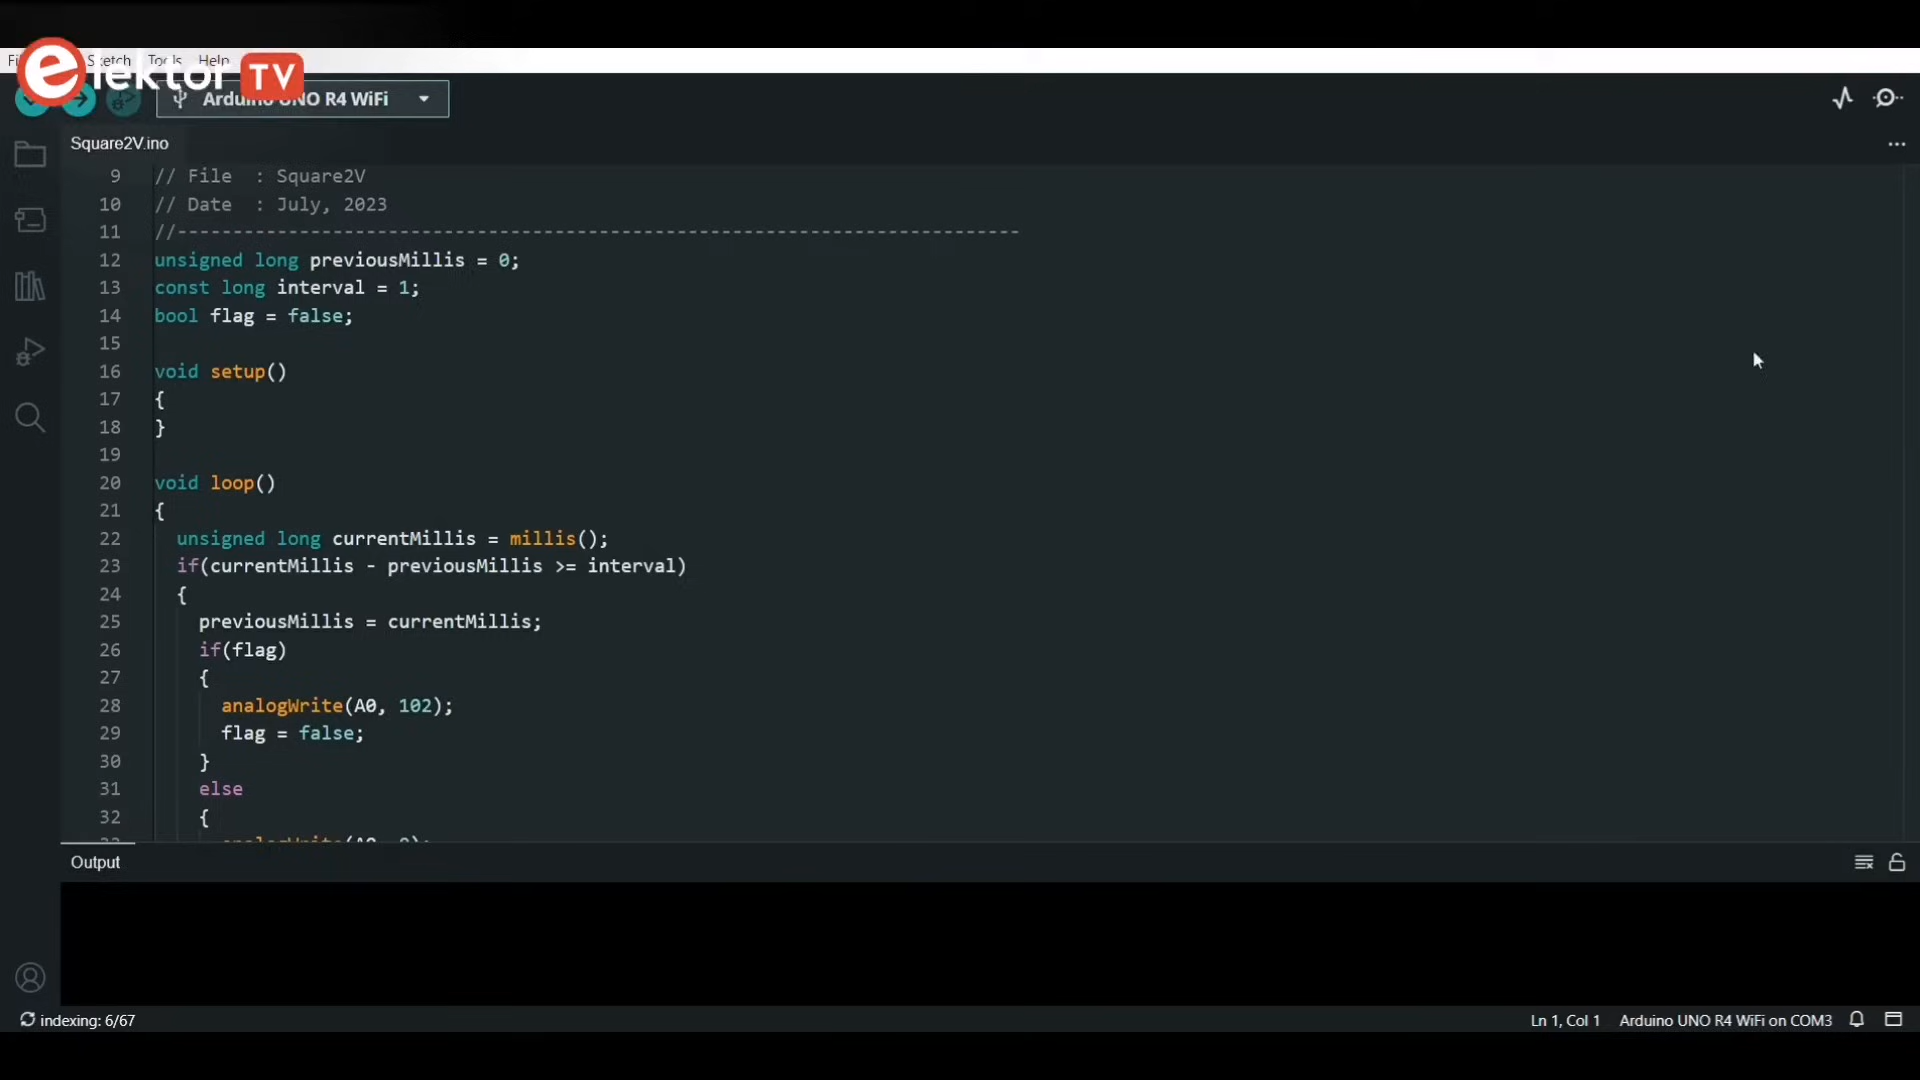 elektor TV
Sketch Tools Help
Arduino UNO R4 WiFi
Square2V.ino
9 // File : Square2V
10 // Date : July, 2023
11 //----------------------------------------------------------------------------
12 unsigned long previousMillis = 0;
13 const long interval = 1;
14 bool flag = false;
15
16 void setup()
17 {
18 }
19
20 void loop()
21 {
22 unsigned long currentMillis = millis();
23 if(currentMillis - previousMillis >= interval)
24 {
25 previousMillis = currentMillis;
26 if(flag)
27 {
28 analogWrite(A0, 102);
29 flag = false;
30 }
31 else
32 {
Output
indexing: 6/67
Ln 1, Col 1 Arduino UNO R4 WiFi on COM3